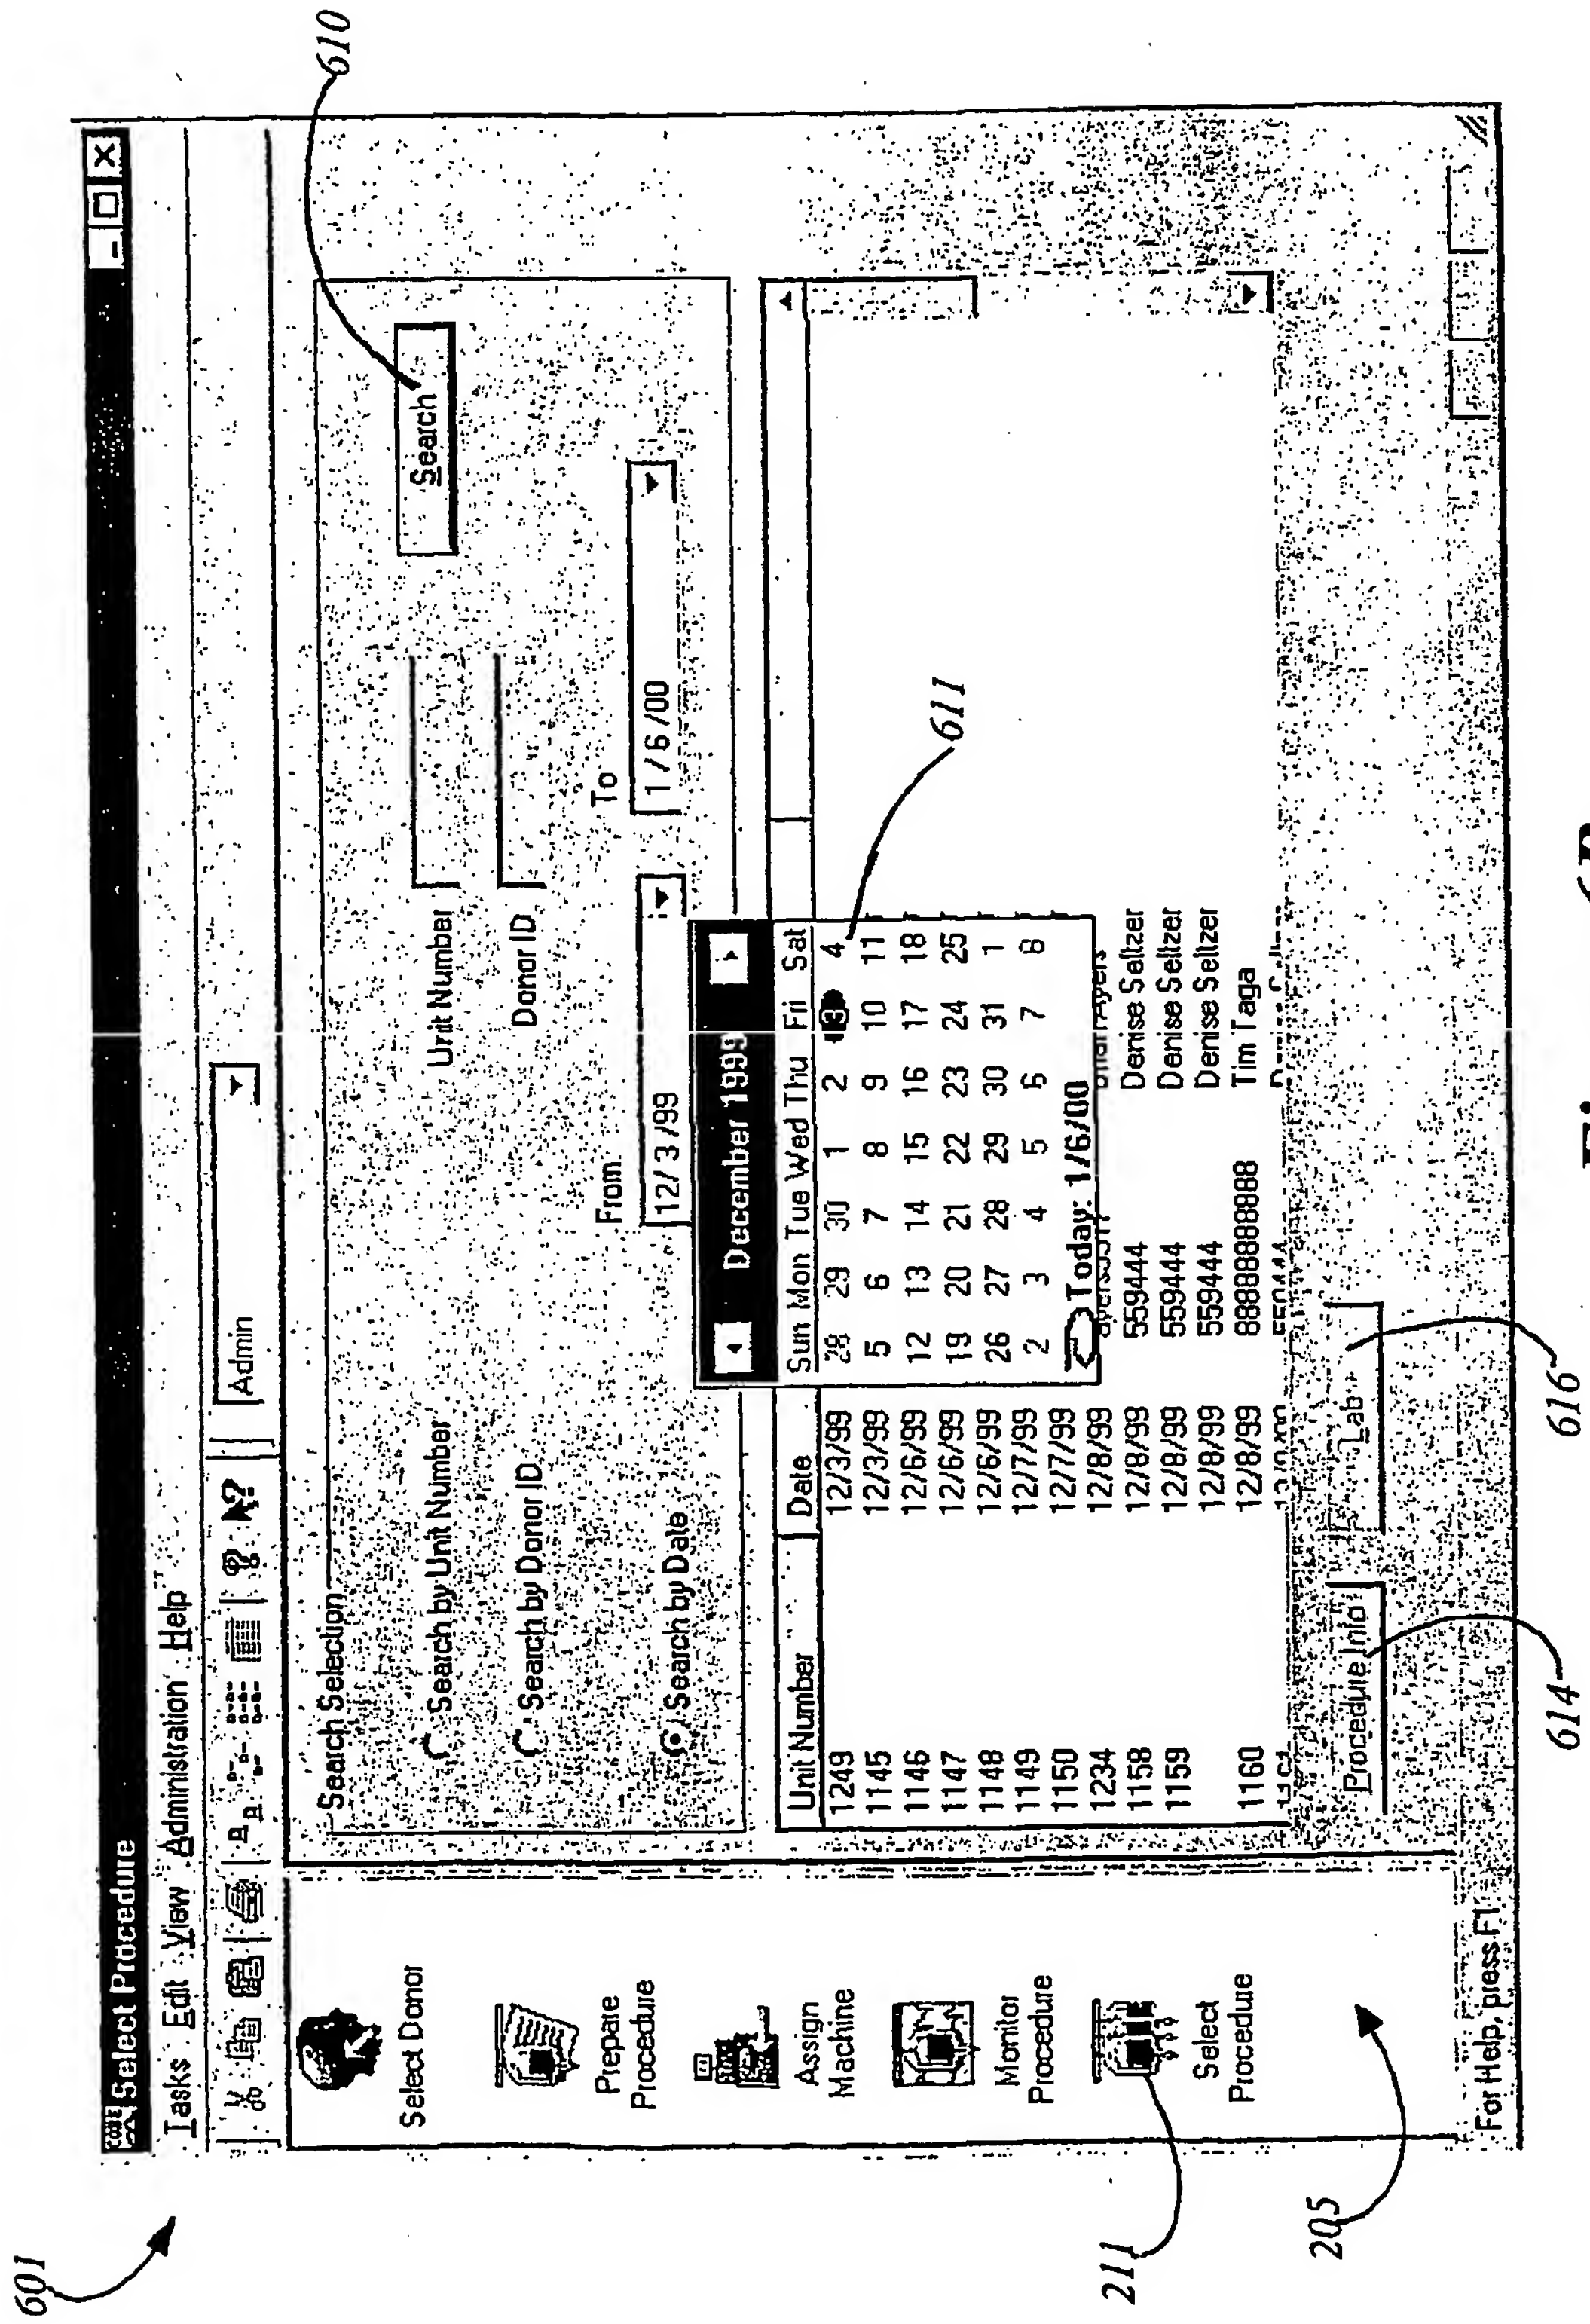 601
COBE
Select Procedure
Tasks Edit View Administration Help
Admin
Search Selection
Search by Unit Number
Unit Number
Search
610
Search by Donor ID
Donor ID
From
To
Search by Date
12/3/99
1/6/00
December 1999
Sun Mon Tue Wed Thu Fri Sat
28 29 30 1 2 3 4
5 6 7 8 9 10 11
12 13 14 15 16 17 18
19 20 21 22 23 24 25
26 27 28 29 30 31 1
2 3 4 5 6 7 8
Today: 1/6/00
611
Unit Number Date
1249 12/3/99
1145 12/3/99
1146 12/6/99
1147 12/6/99
1148 12/6/99
1149 12/7/99
1150 12/7/99
1234 12/8/99 Ayers
1158 12/8/99 559444 Denise Seltzer
1159 12/8/99 559444 Denise Seltzer
12/8/99 559444 Denise Seltzer
1160 12/8/99 88888888888 Tim Taga
Procedure Info
Lab
Select Donor
Prepare
Procedure
Assign
Machine
Monitor
Procedure
Select
Procedure
For Help, press F1
211
205
614
616